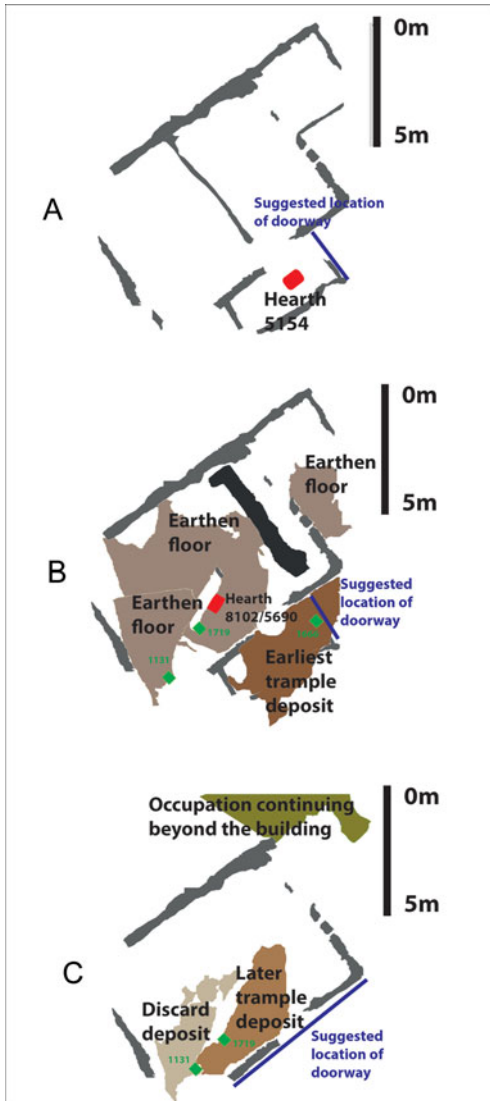 0m
5m
A
Suggested location
of doorway
Hearth
5154
0m
5m
B
Earthen
floor
Earthen
floor
Earthen
floor
Hearth
8102/5690
1719
1131
Suggested
location of
doorway
Earliest
trample
deposit
0m
5m
C
Occupation continuing
beyond the building
Discard
deposit
Later
trample
deposit
1719
1131
Suggested
location of
doorway